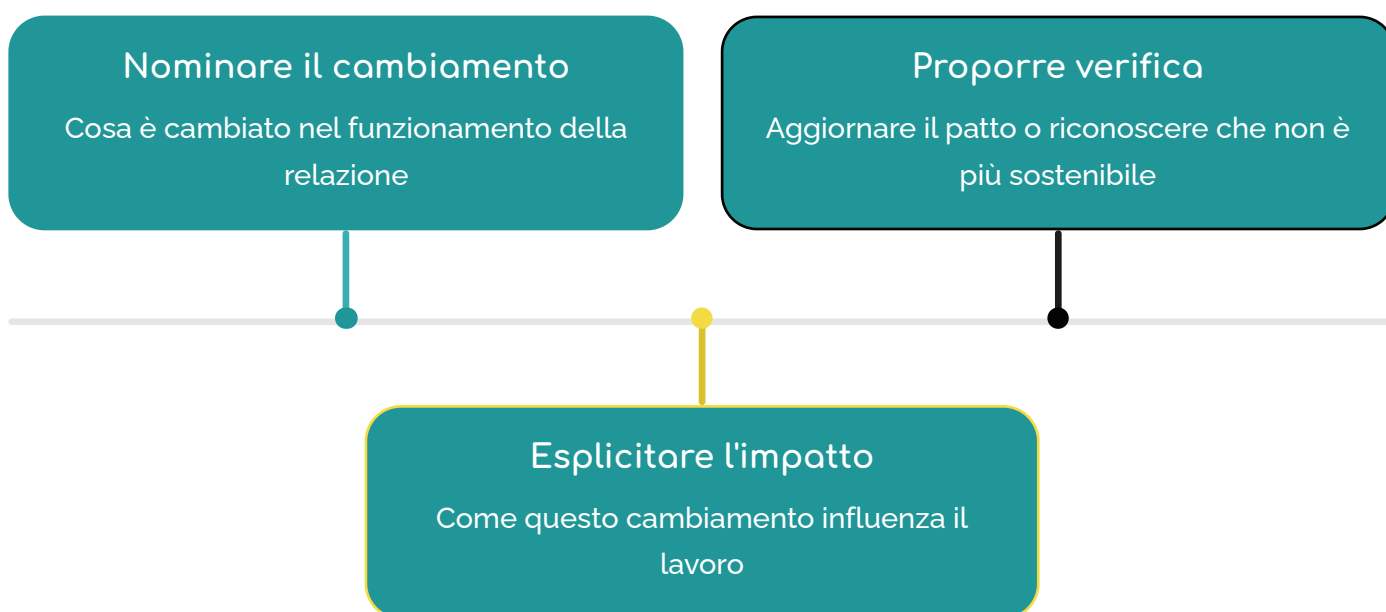 Nominare il cambiamento
Cosa è cambiato nel funzionamento della
relazione
Proporre verifica
Aggiornare il patto o riconoscere che non è
più sostenibile
Esplicitare l'impatto
Come questo cambiamento influenza il
lavoro